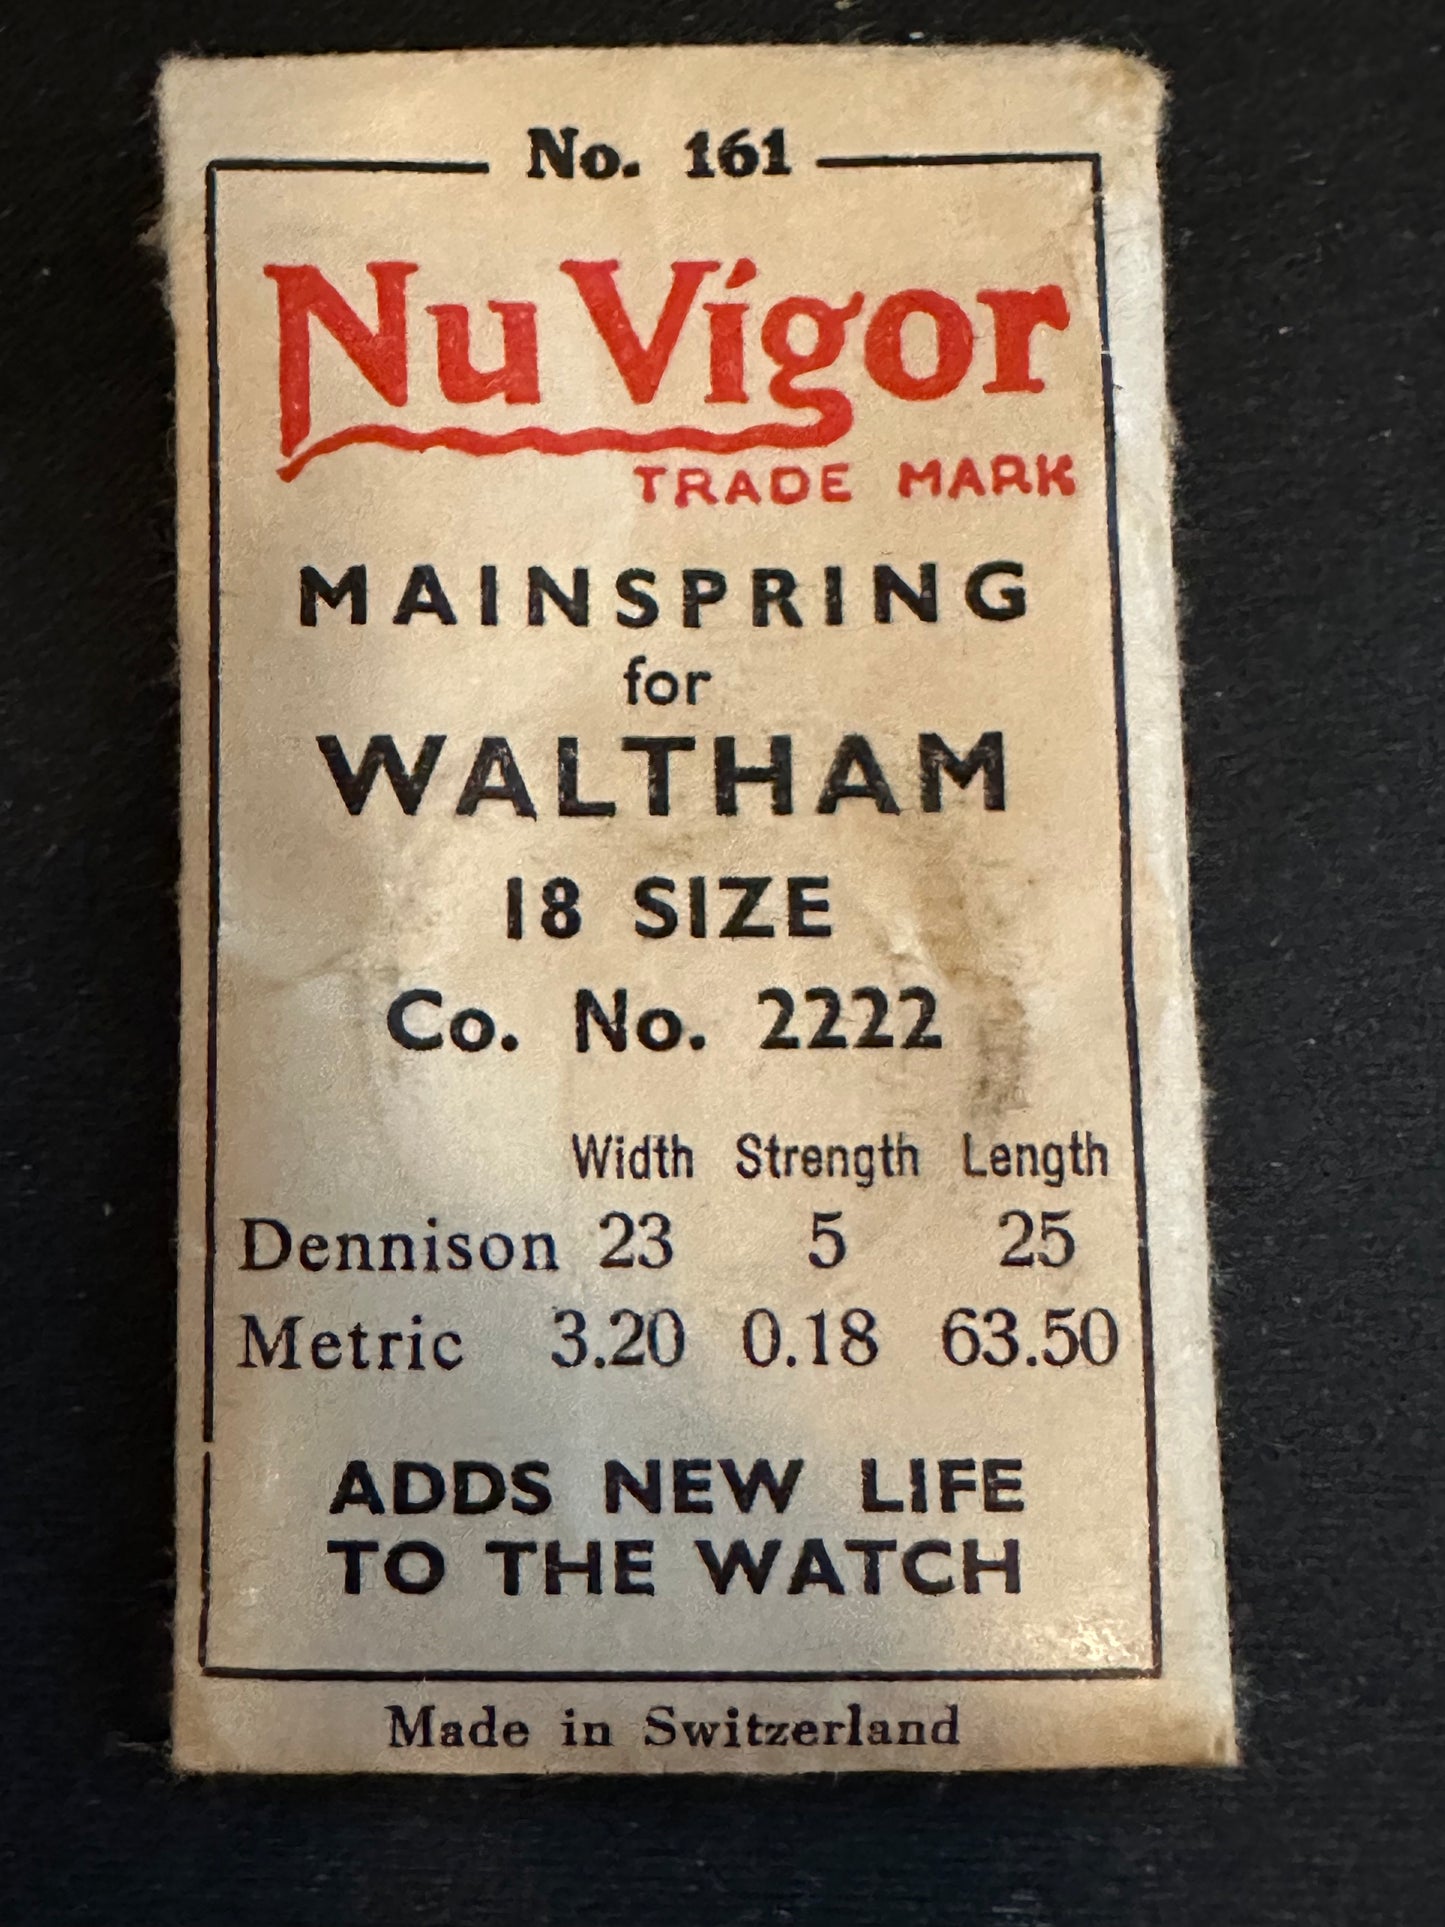 No. 161
Nu Vigor
TRADE MARK
MAINSPRING
for
WALTHAM
18 SIZE
Co. No. 2222
Width Strength Length
Dennison 23 5 25
Metric 3.20 0.18 63.50
ADDS NEW LIFE
TO THE WATCH
Made in Switzerland